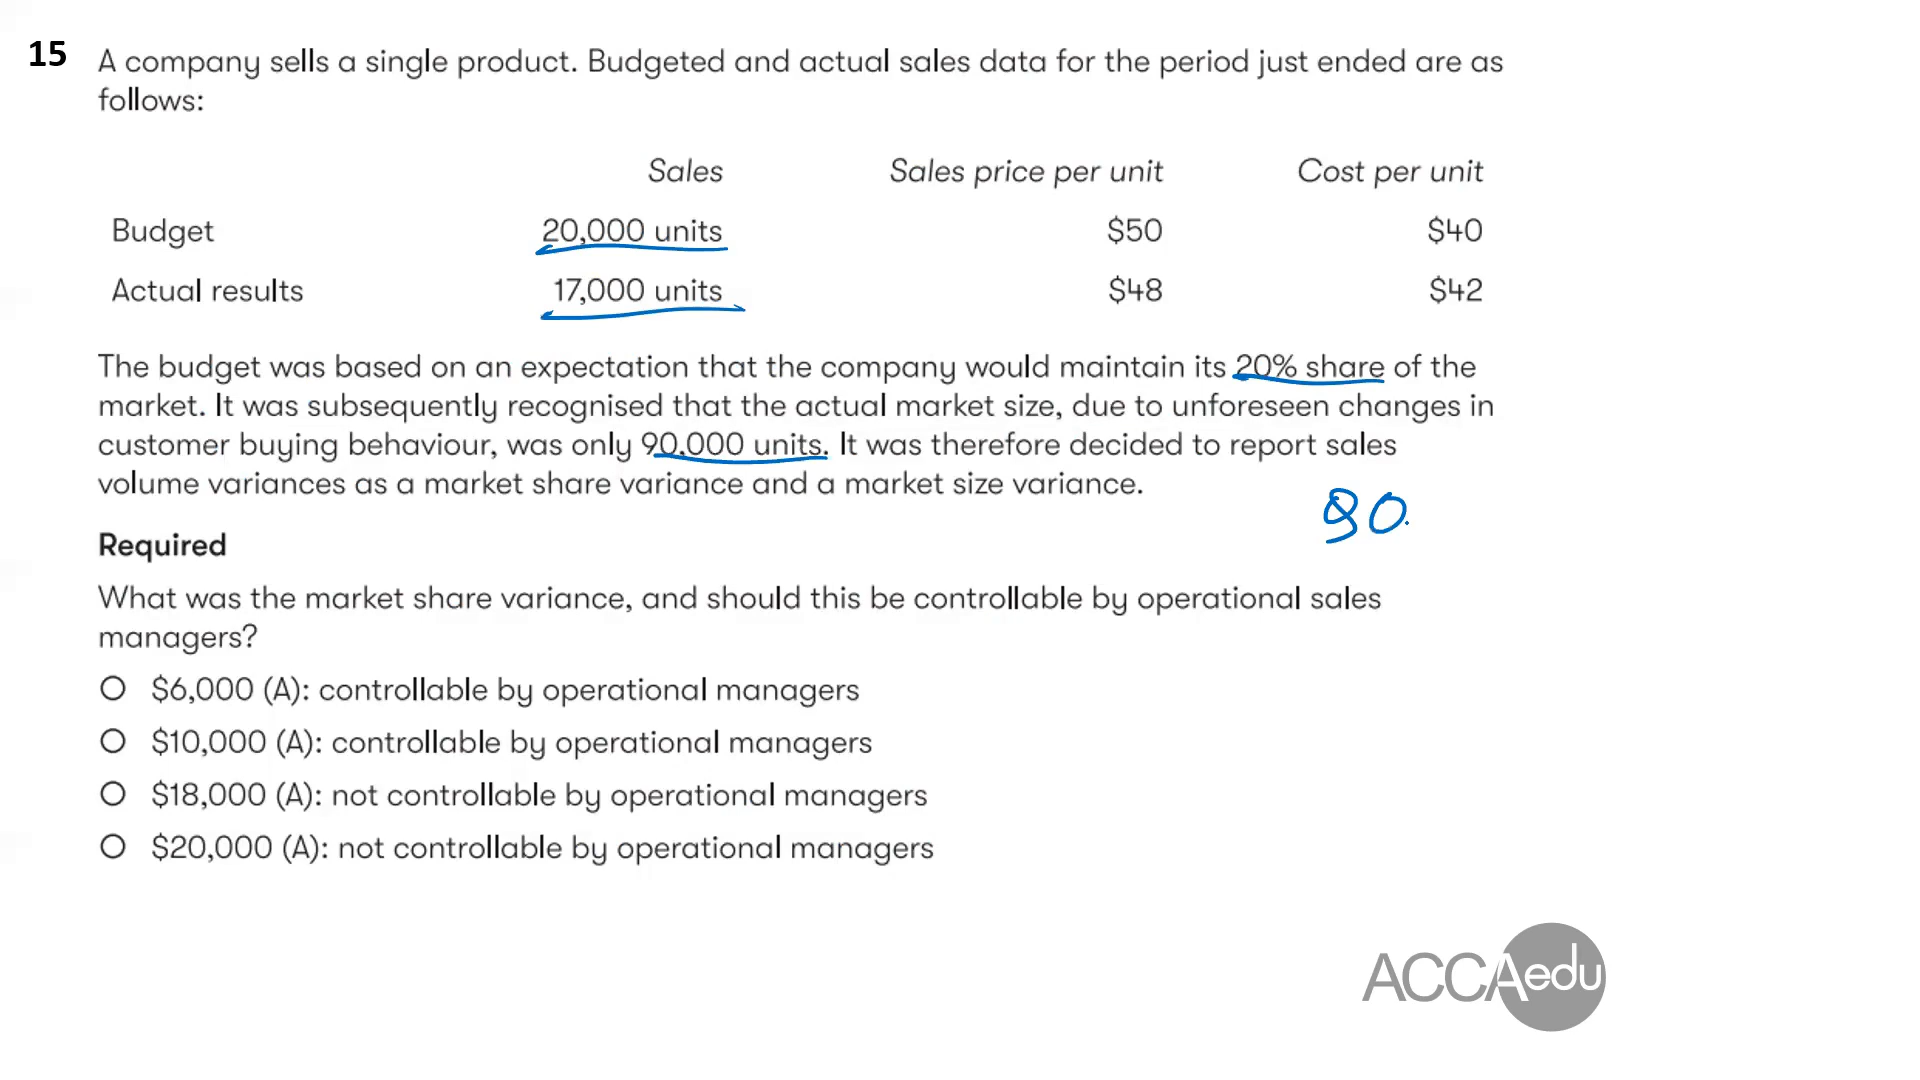 15 A company sells a single product. Budgeted and actual sales data for the period just ended are as
follows:
Sales Sales price per unit Cost per unit
Budget 20,000 units $50 $40
Actual results 17,000 units $48 $42
The budget was based on an expectation that the company would maintain its 20% share of the
market. It was subsequently recognised that the actual market size, due to unforeseen changes in
customer buying behaviour, was only 90,000 units. It was therefore decided to report sales
volume variances as a market share variance and a market size variance.
90.
Required
What was the market share variance, and should this be controllable by operational sales
managers?
$6,000 (A): controllable by operational managers
$10,000 (A): controllable by operational managers
$18,000 (A): not controllable by operational managers
$20,000 (A): not controllable by operational managers
ACCAedu